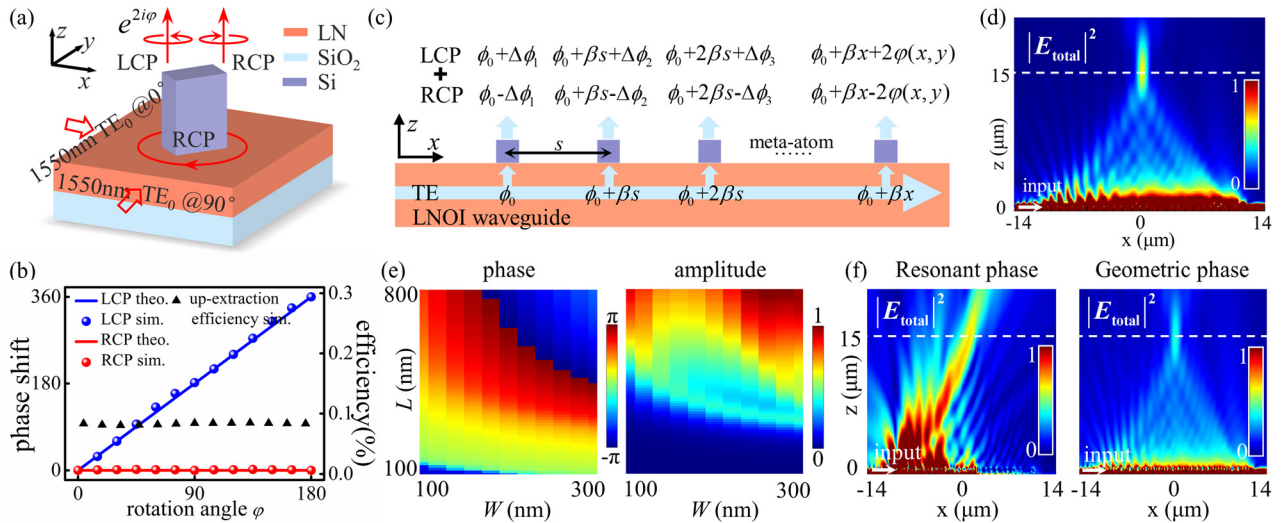 (a)
z
y
x
e^{2iφ}
LCP
RCP
LN
SiO₂
Si
RCP
1550nm TE₀ @0°
1550nm TE₀ @90°
(b)
360
180
0
phase shift
LCP theo.
LCP sim.
RCP theo.
RCP sim.
up-extraction
efficiency sim.
0.3
0.2
0.1
0.0
efficiency(%)
0 90 180
rotation angle φ
(c)
LCP ϕ₀+Δϕ₁ ϕ₀+βs+Δϕ₂ ϕ₀+2βs+Δϕ₃ ϕ₀+βx+2φ(x, y)
+
RCP ϕ₀-Δϕ₁ ϕ₀+βs-Δϕ₂ ϕ₀+2βs-Δϕ₃ ϕ₀+βx-2φ(x, y)
z
x
s
meta-atom
......
TE ϕ₀ ϕ₀+βs ϕ₀+2βs ϕ₀+βx
LNOI waveguide
(d)
|E_total|²
15
0
z (μm)
1
0
input
-14 0 14
x (μm)
(e)
phase amplitude
800
100
L (nm)
π
-π
1
0
100 300 100 300
W (nm) W (nm)
(f)
Resonant phase Geometric phase
|E_total|² |E_total|²
15
0
z (μm)
1
0
1
0
input input
-14 0 14 -14 0 14
x (μm) x (μm)